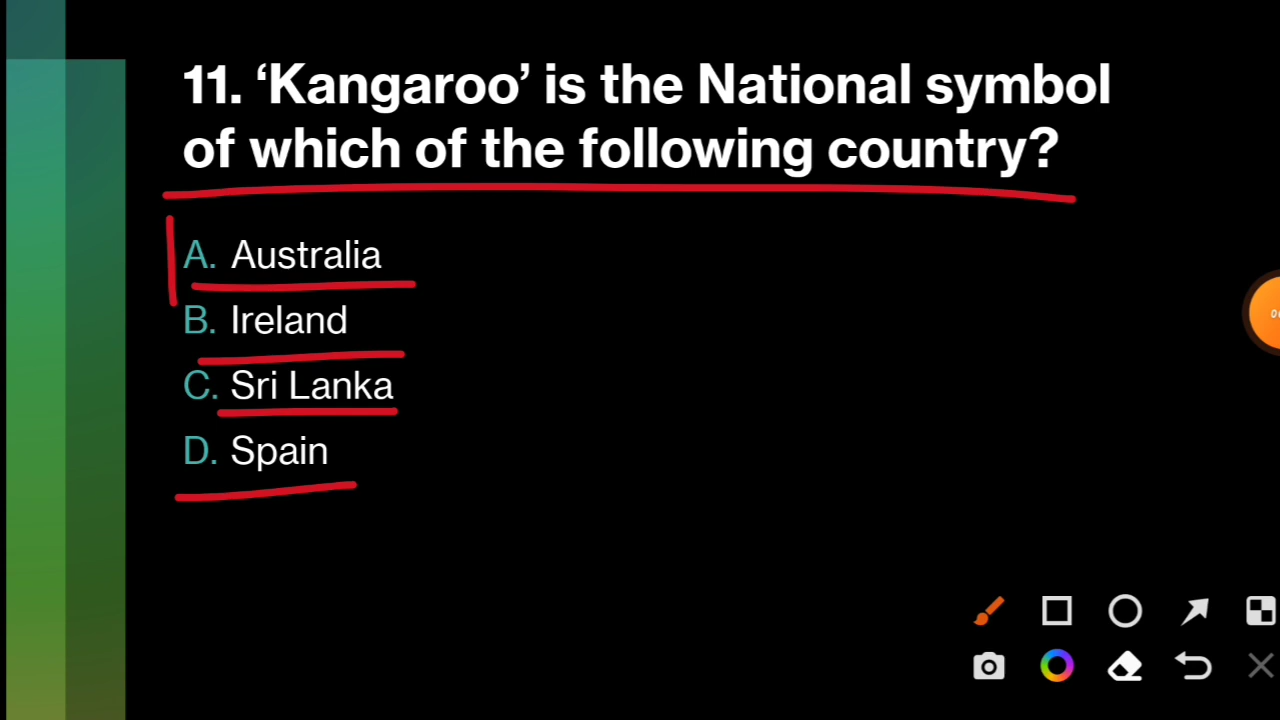 11. ‘Kangaroo’ is the National symbol
of which of the following country?
A. Australia
B. Ireland
C. Sri Lanka
D. Spain